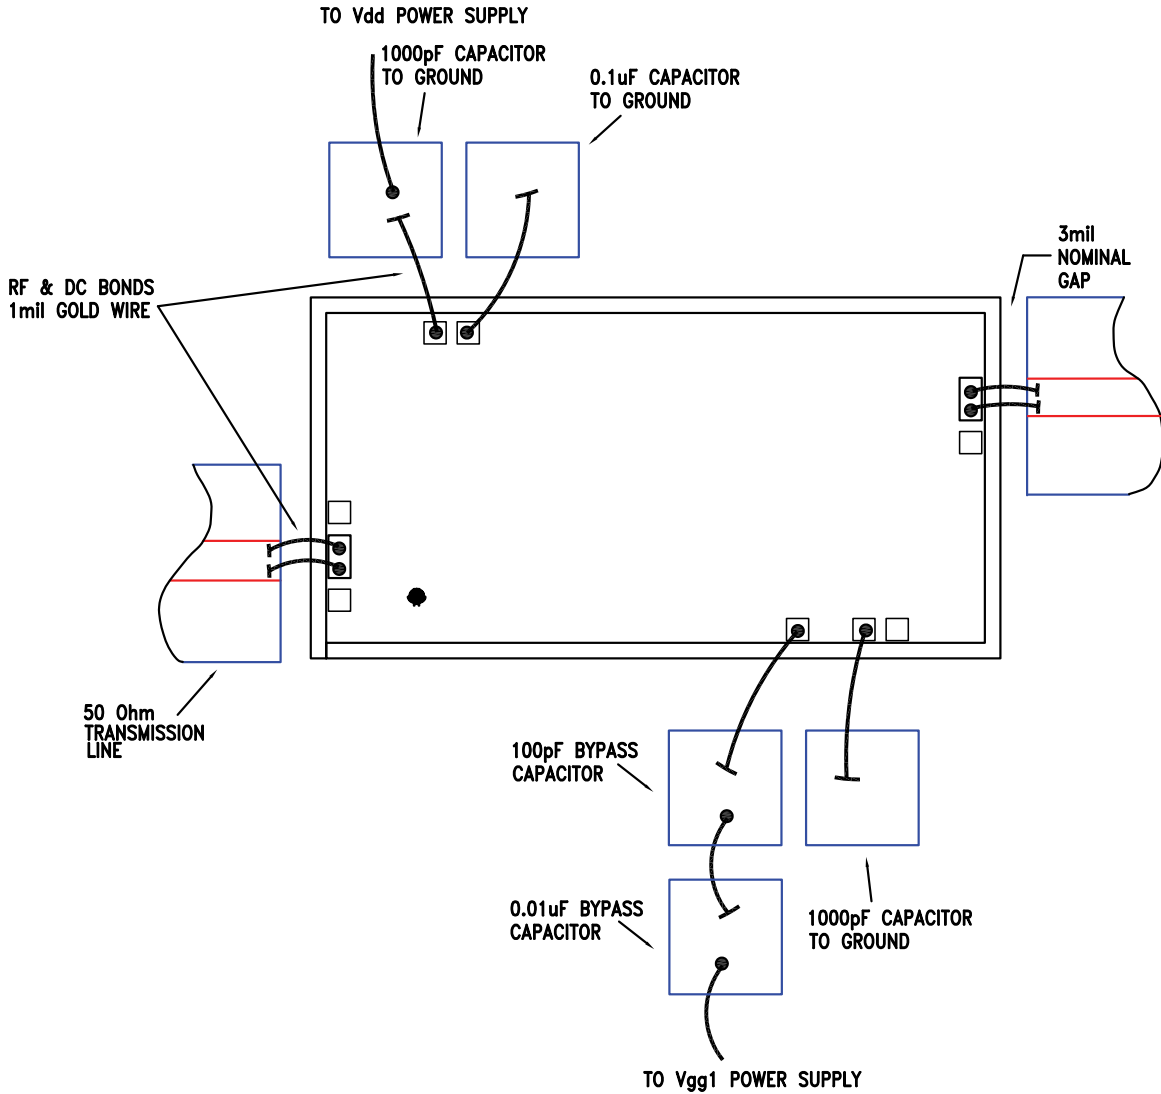 TO Vdd POWER SUPPLY
1000pF CAPACITOR
TO GROUND
0.1uF CAPACITOR
TO GROUND
3mil
NOMINAL
GAP
RF & DC BONDS
1mil GOLD WIRE
50 Ohm
TRANSMISSION
LINE
100pF BYPASS
CAPACITOR
0.01uF BYPASS
CAPACITOR
1000pF CAPACITOR
TO GROUND
TO Vgg1 POWER SUPPLY